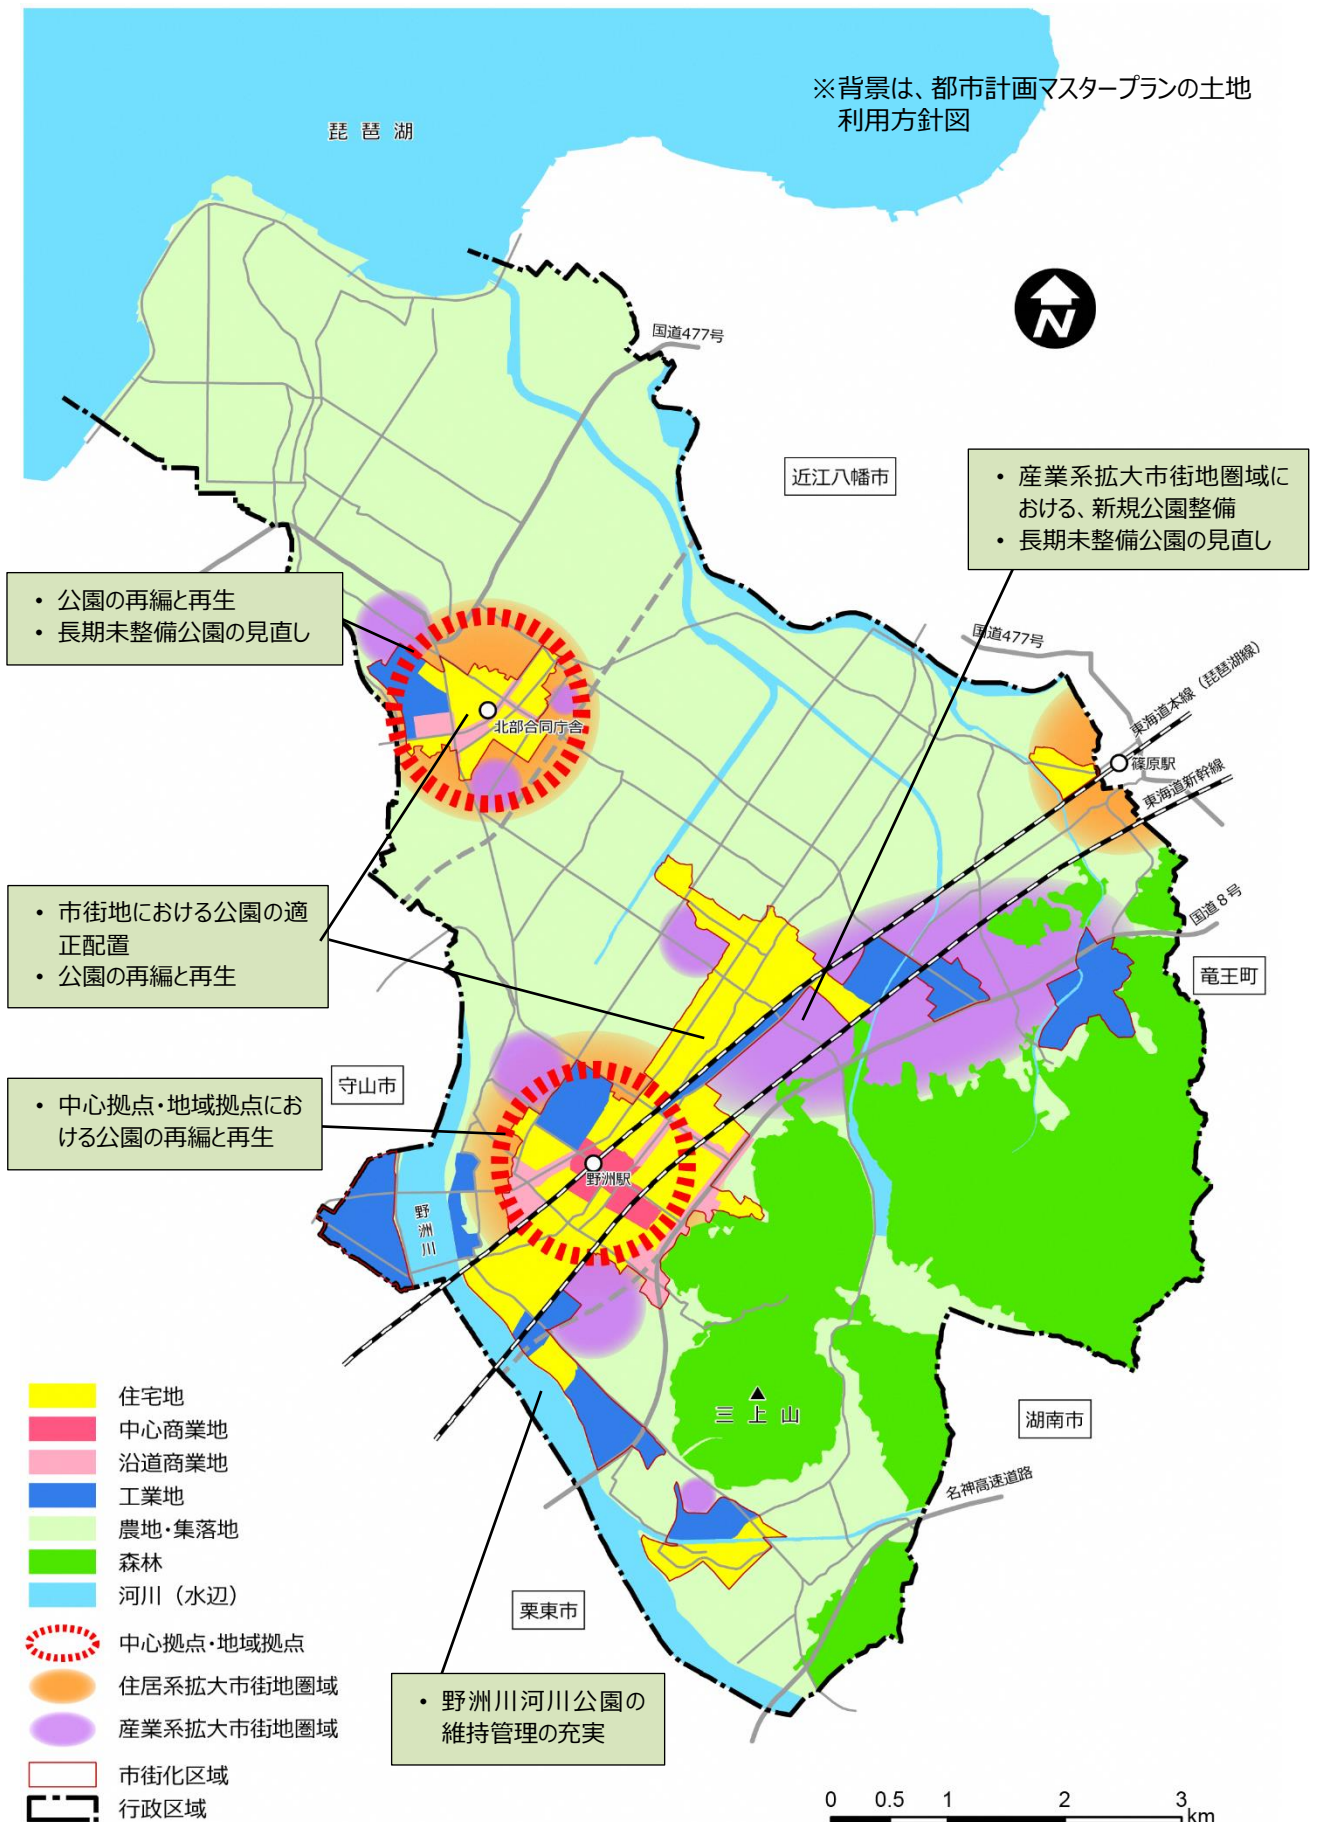 ※背景は、都市計画マスタープランの土地
利用方針図
琵琶湖
国道477号
近江八幡市
• 産業系拡大市街地圏域に
おける、新規公園整備
• 長期未整備公園の見直し
N
• 公園の再編と再生
• 長期未整備公園の見直し
国道477号
東海道本線（琵琶湖線）
北部合同庁舎
篠原駅
東海道新幹線
• 市街地における公園の適
正配置
• 公園の再編と再生
国道８号
竜王町
守山市
• 中心拠点・地域拠点にお
ける公園の再編と再生
野洲駅
野洲川
三上山
湖南市
名神高速道路
栗東市
• 野洲川河川公園の
維持管理の充実
住宅地
中心商業地
沿道商業地
工業地
農地・集落地
森林
河川（水辺）
中心拠点・地域拠点
住居系拡大市街地圏域
産業系拡大市街地圏域
市街化区域
行政区域
0 0.5 1 2 3
km